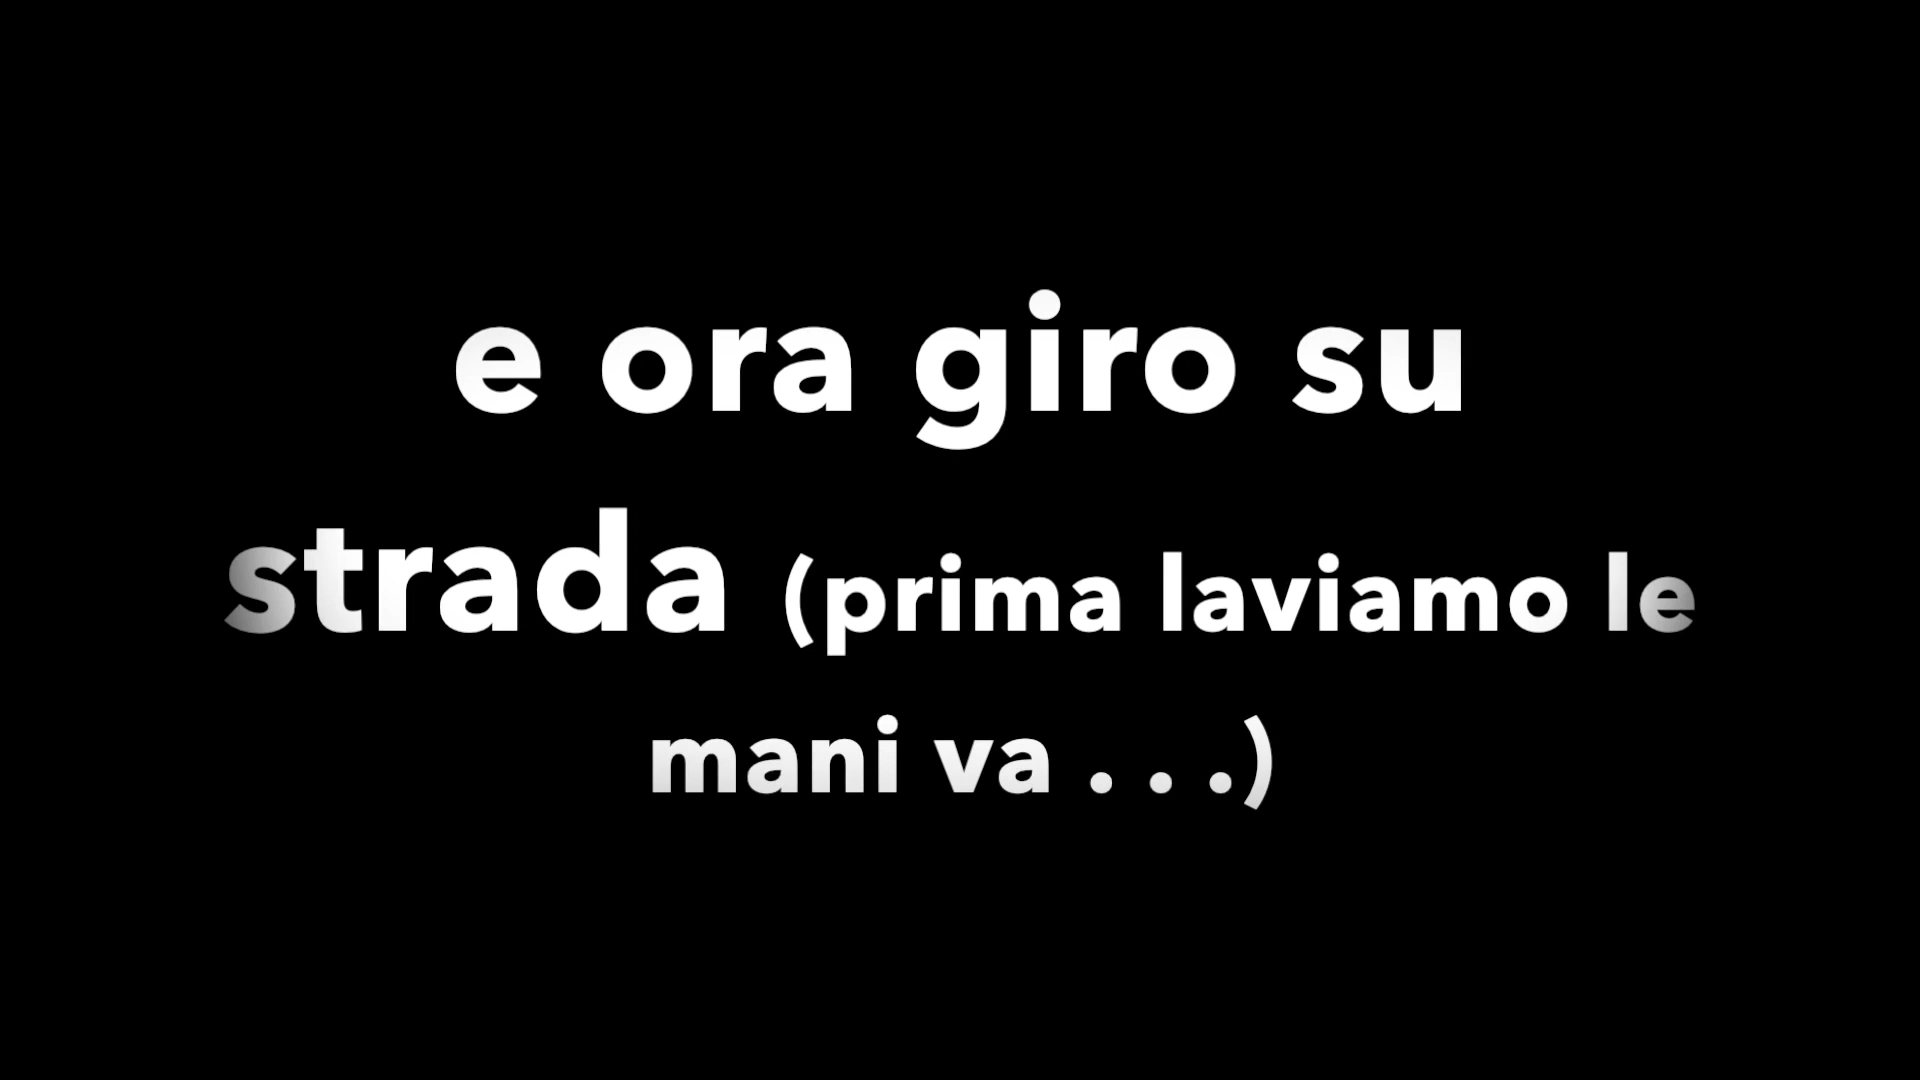 e ora giro su
strada (prima laviamo le
mani va . . .)